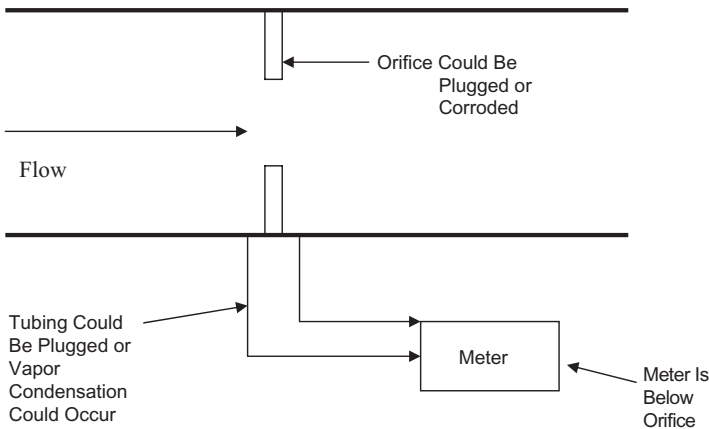 Orifice Could Be
Plugged or
Corroded
Flow
Tubing Could
Be Plugged or
Vapor
Condensation
Could Occur
Meter
Meter Is
Below
Orifice